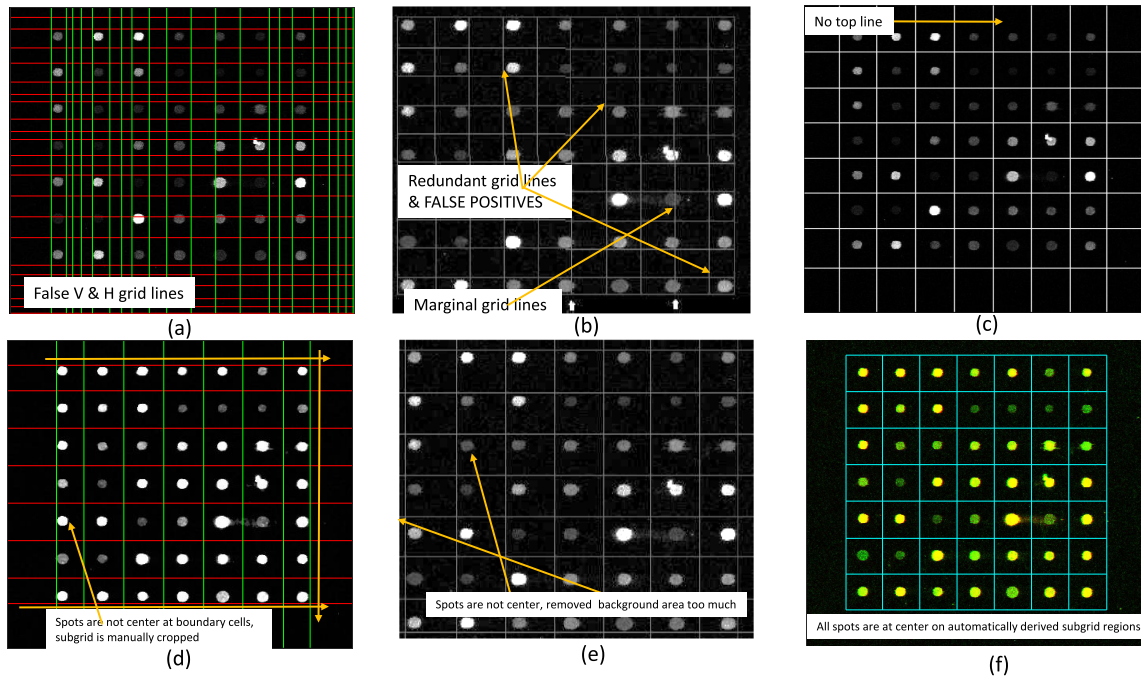 False V & H grid lines
(a)
Redundant grid lines
& FALSE POSITIVES
Marginal grid lines
(b)
No top line
(c)
Spots are not center at boundary cells,
subgrid is manually cropped
(d)
Spots are not center, removed background area too much
(e)
All spots are at center on automatically derived subgrid regions
(f)